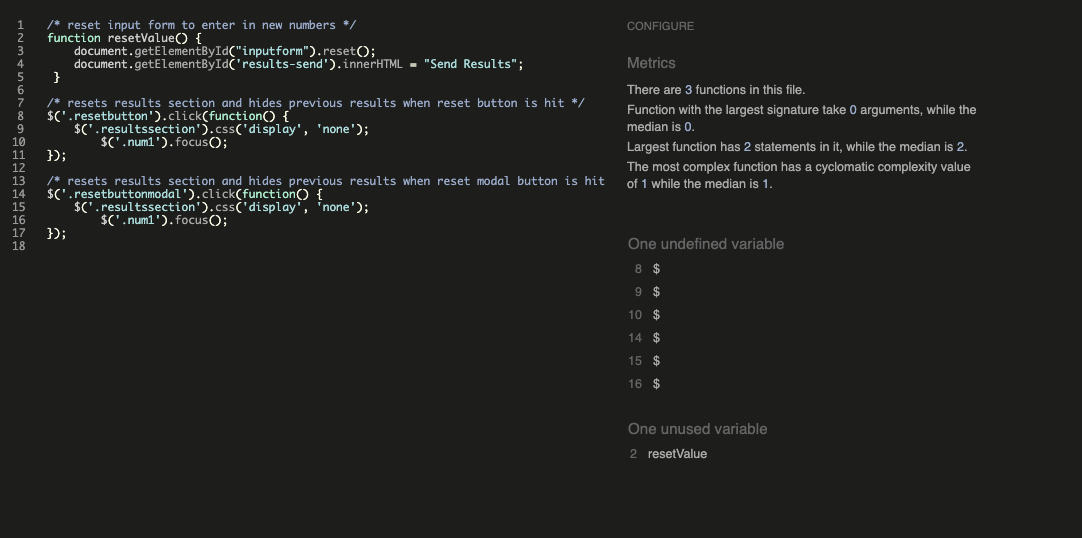 1 /* reset input form to enter in new numbers */
2 function resetValue() {
3 document.getElementById("inputform").reset();
4 document.getElementById('results-send').innerHTML = "Send Results";
5 }
6
7 /* resets results section and hides previous results when reset button is hit */
8 $('.resetbutton').click(function() {
9 $('.resultssection').css('display', 'none');
10 $('.num1').focus();
11 });
12
13 /* resets results section and hides previous results when reset modal button is hit
14 $('.resetbuttonmodal').click(function() {
15 $('.resultssection').css('display', 'none');
16 $('.num1').focus();
17 });
18
CONFIGURE
Metrics
There are 3 functions in this file.
Function with the largest signature take 0 arguments, while the
median is 0.
Largest function has 2 statements in it, while the median is 2.
The most complex function has a cyclomatic complexity value
of 1 while the median is 1.
One undefined variable
8 $
9 $
10 $
14 $
15 $
16 $
One unused variable
2 resetValue